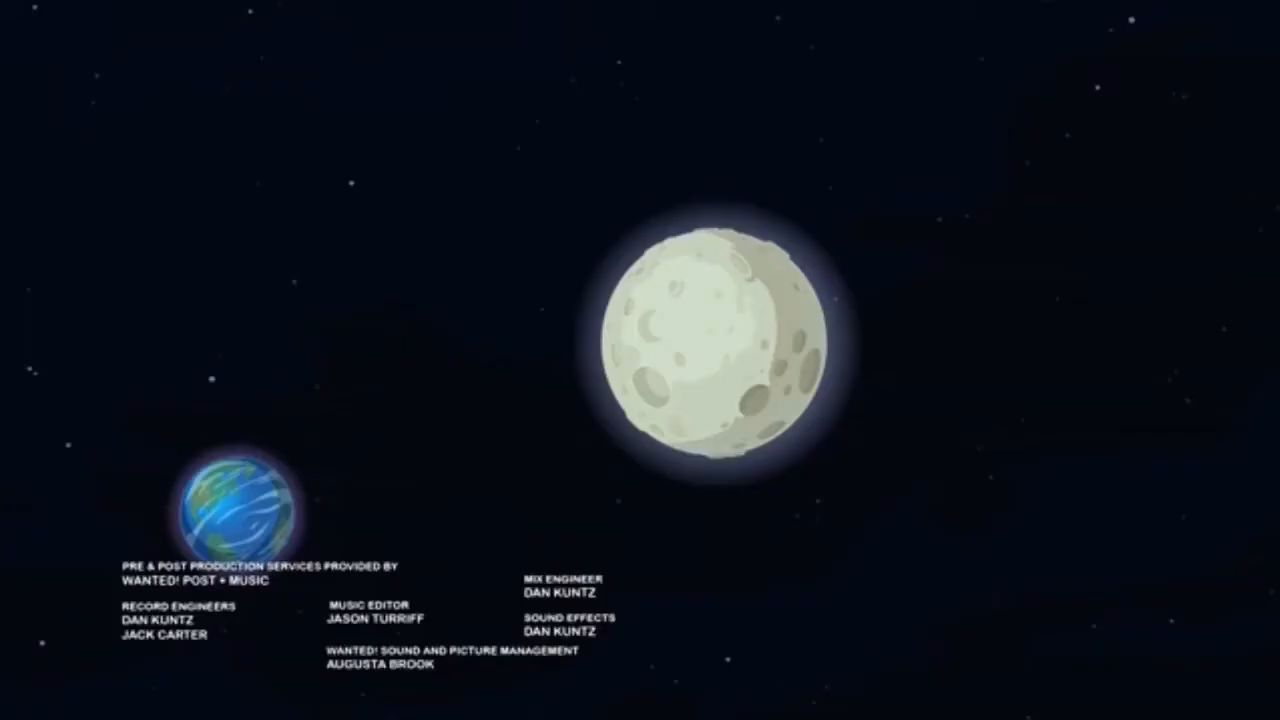 PRE & POST PRODUCTION SERVICES PROVIDED BY
WANTED! POST + MUSIC
RECORD ENGINEERS
DAN KUNTZ
JACK CARTER
MUSIC EDITOR
JASON TURRIFF
MIX ENGINEER
DAN KUNTZ
SOUND EFFECTS
DAN KUNTZ
WANTED! SOUND AND PICTURE MANAGEMENT
AUGUSTA BROOK